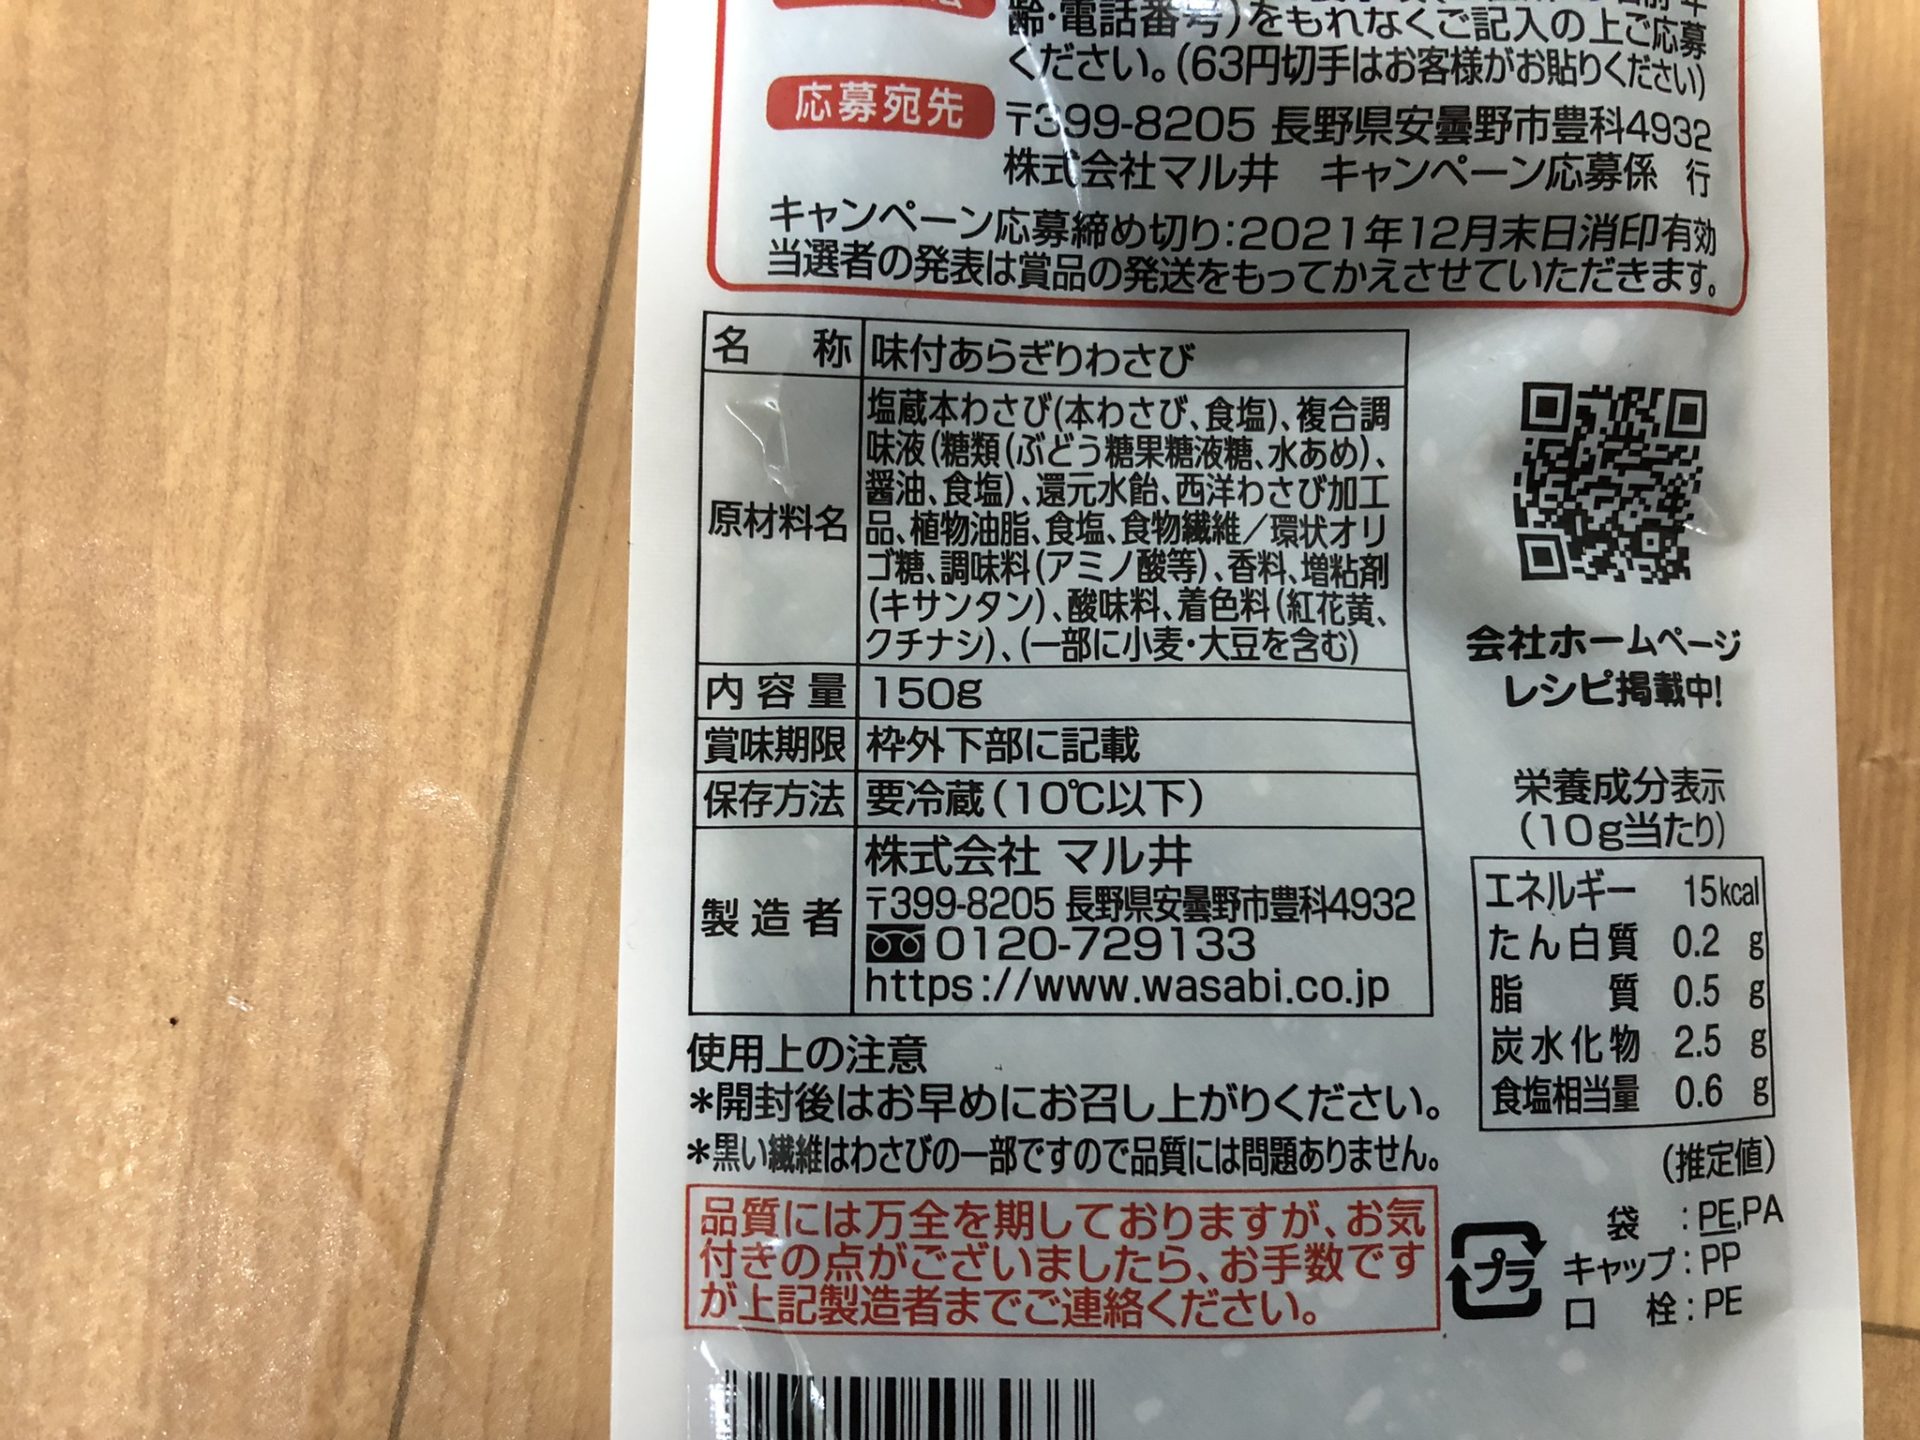 齢・電話番号)をもれなくご記入の上ご応募
ください。(63円切手はお客様がお貼りください)
応募宛先
〒399-8205 長野県安曇野市豊科4932
株式会社マル井 キャンペーン応募係 行
キャンペーン応募締め切り:2021年12月末日消印有効
当選者の発表は賞品の発送をもってかえさせていただきます。
名称 味付あらぎりわさび
原材料名
塩蔵本わさび(本わさび、食塩)、複合調
味液(糖類(ぶどう糖果糖液糖、水あめ)、
醤油、食塩)、還元水飴、西洋わさび加工
品、植物油脂、食塩、食物繊維/環状オリ
ゴ糖、調味料(アミノ酸等)、香料、増粘剤
(キサンタン)、酸味料、着色料(紅花黄、
クチナシ)、(一部に小麦・大豆を含む)
内容量 150g
賞味期限 枠外下部に記載
保存方法 要冷蔵(10℃以下)
製造者
株式会社 マル井
〒399-8205 長野県安曇野市豊科4932
0120-729133
https://www.wasabi.co.jp
会社ホームページ
レシピ掲載中!
栄養成分表示
(10g当たり)
エネルギー 15kcal
たん白質 0.2 g
脂質 0.5 g
炭水化物 2.5 g
食塩相当量 0.6 g
(推定値)
使用上の注意
*開封後はお早めにお召し上がりください。
*黒い繊維はわさびの一部ですので品質には問題ありません。
品質には万全を期しておりますが、お気
付きの点がございましたら、お手数です
が上記製造者までご連絡ください。
プラ
袋:PE,PA
キャップ:PP
口栓:PE